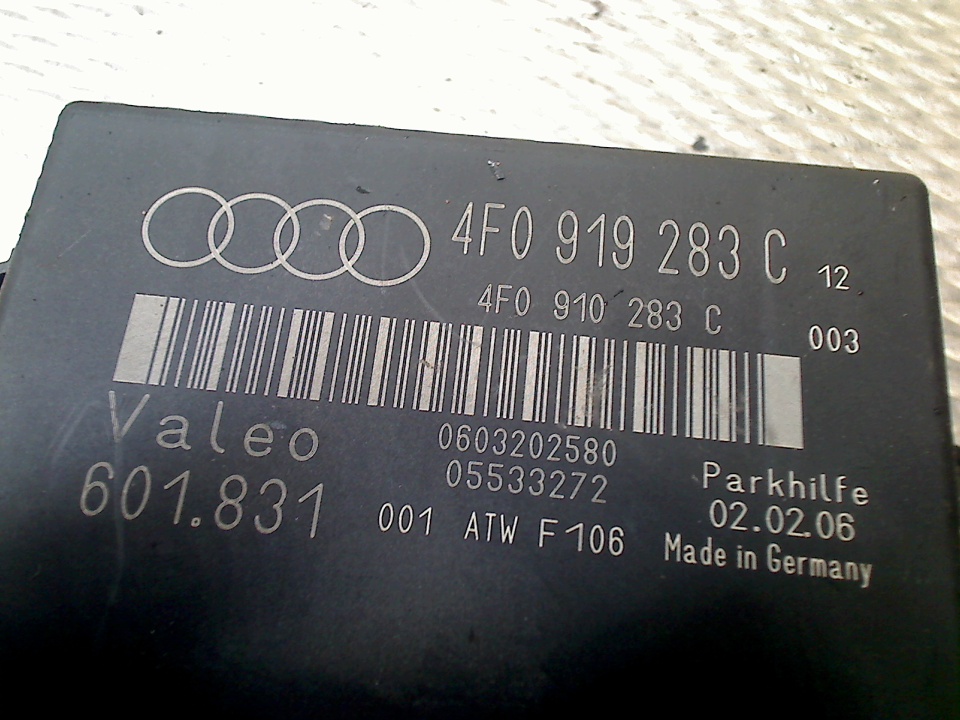 4F0 919 283 C 12
4F0 910 283 C 003
Valeo 0603202580
601.831 05533272
001 ATW F106
Parkhilfe
02.02.06
Made in Germany